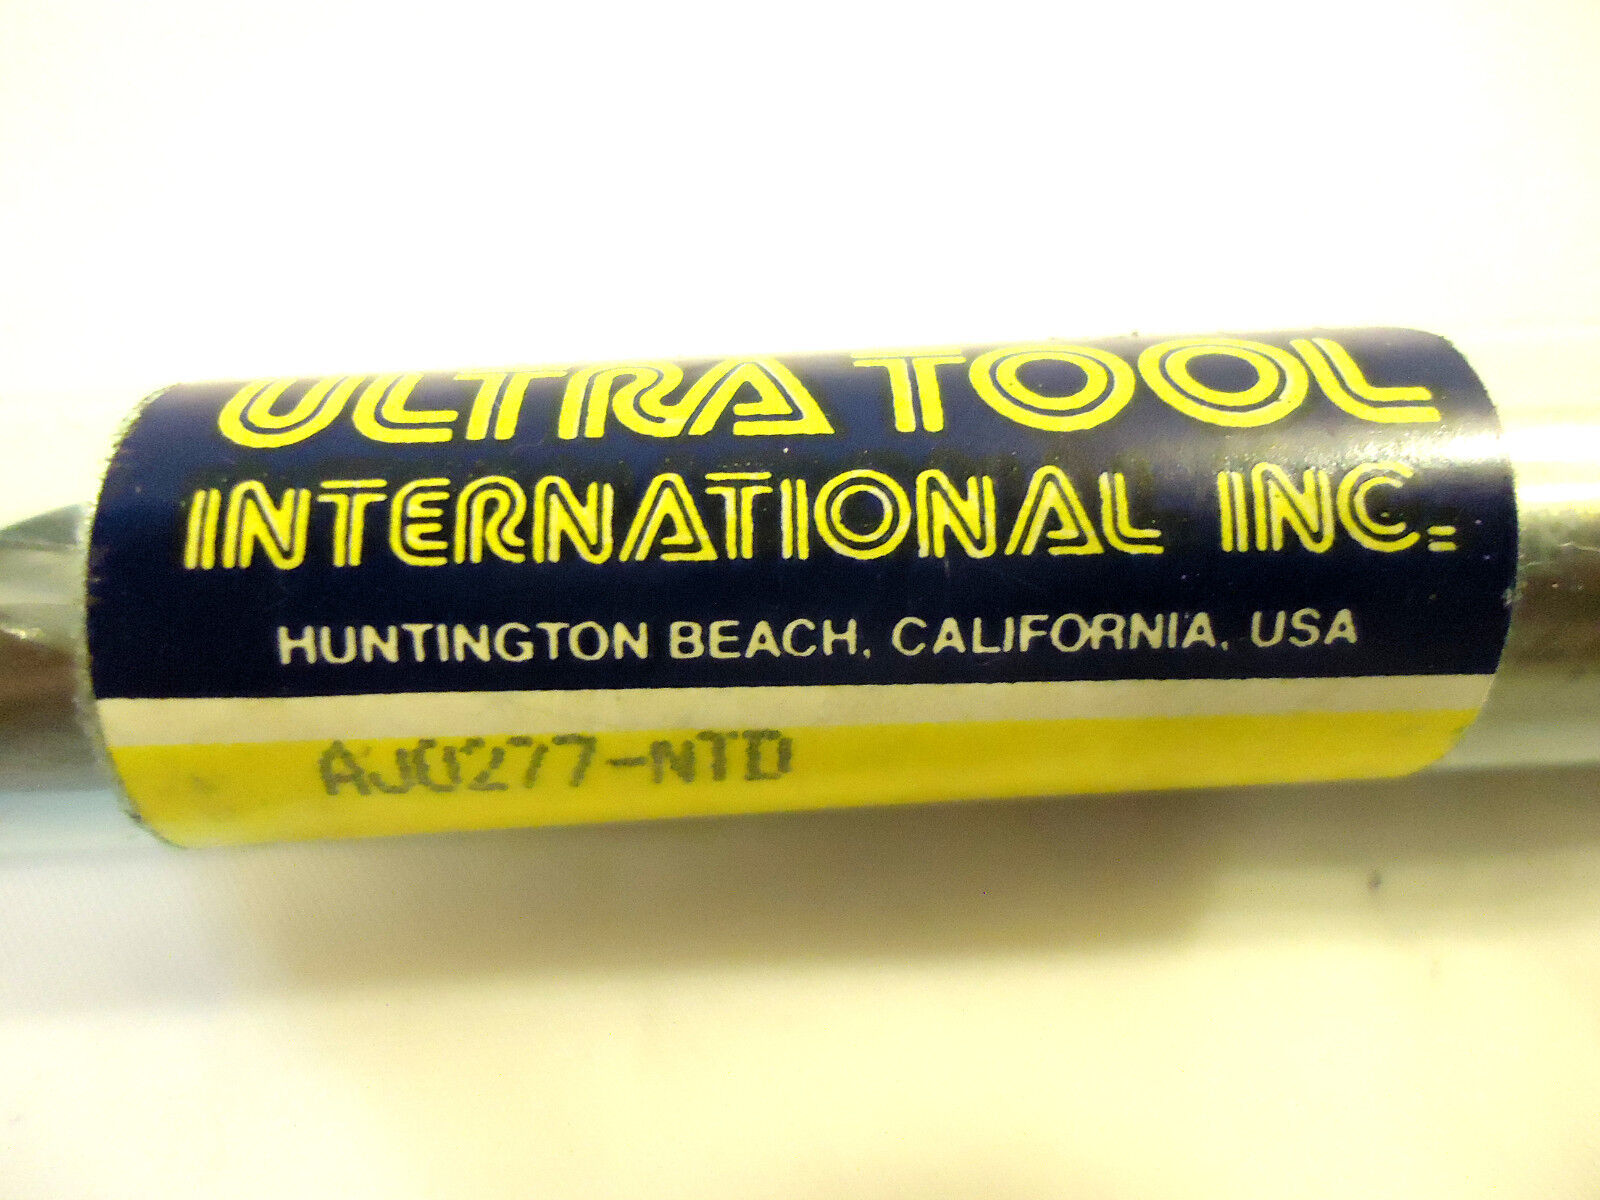 ULTRA TOOL
INTERNATIONAL INC.
HUNTINGTON BEACH, CALIFORNIA, USA
AJ0277-NTD